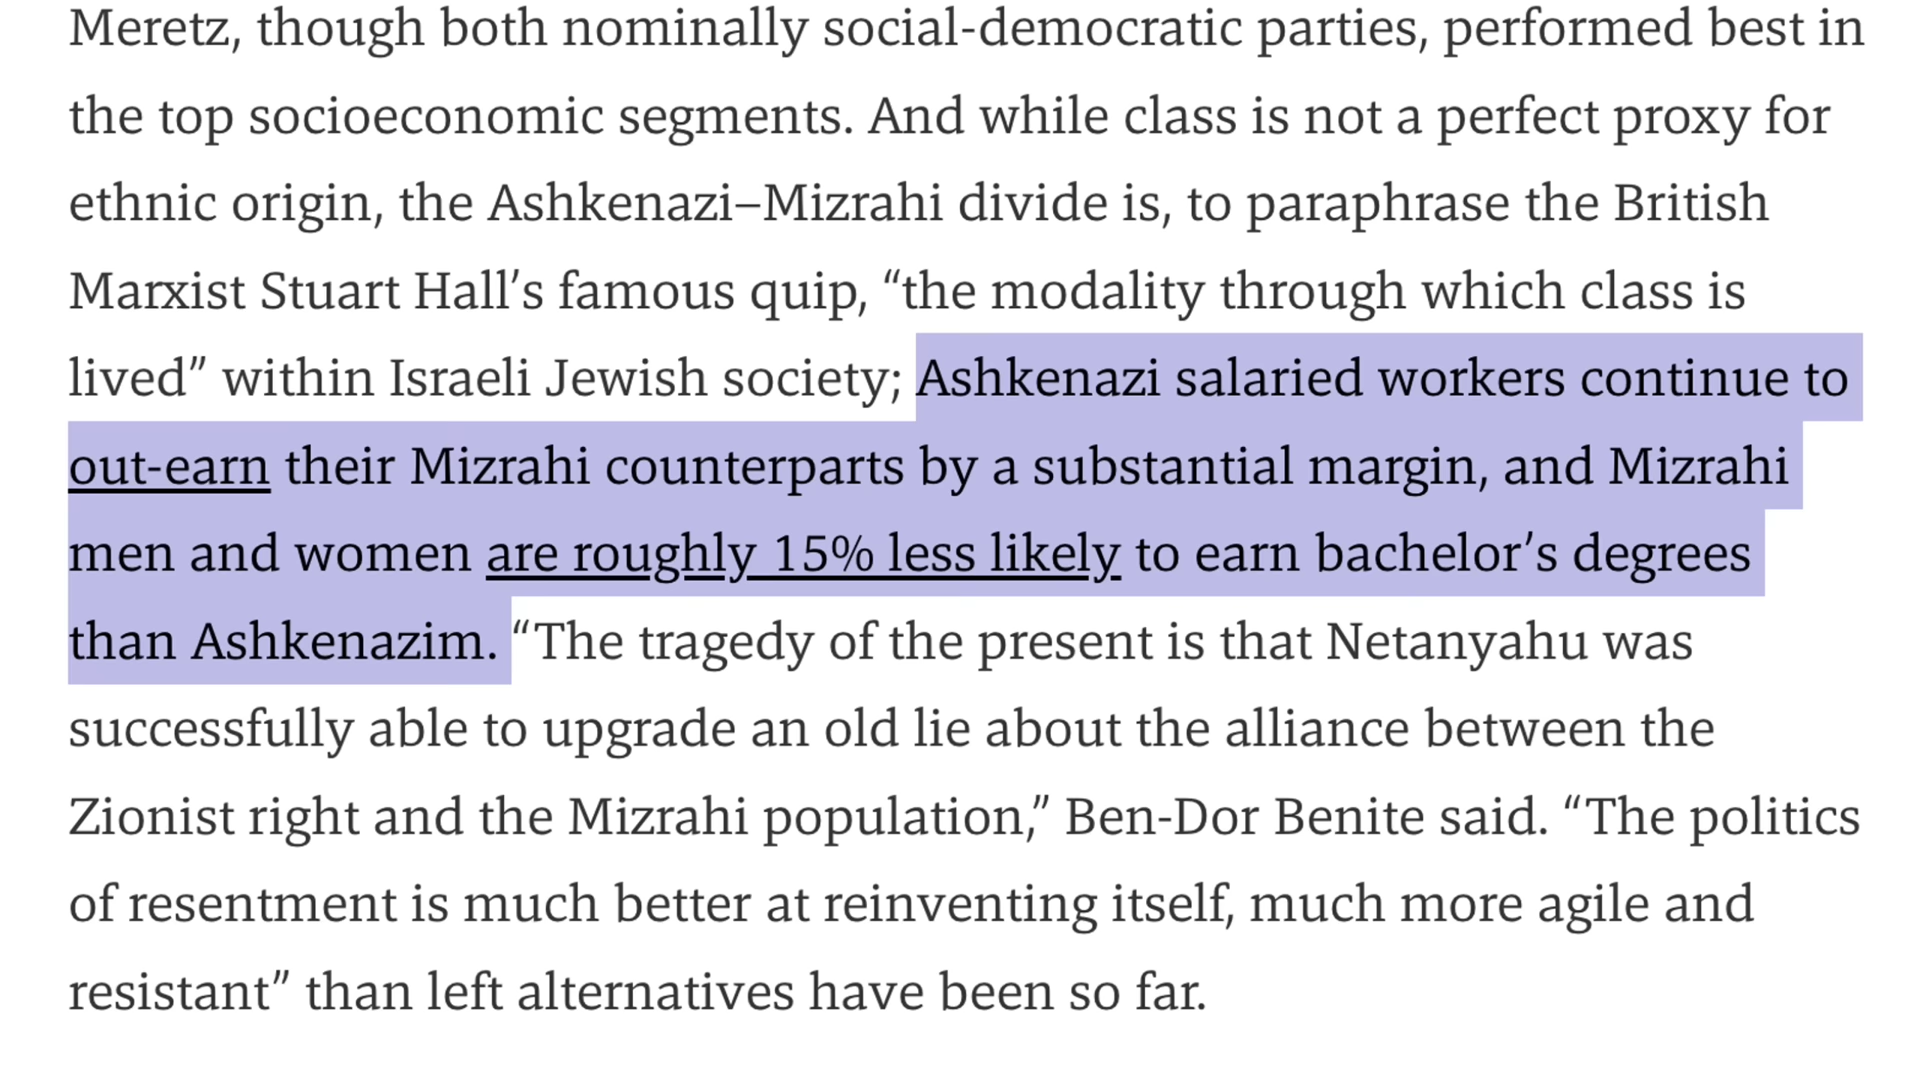 Meretz, though both nominally social-democratic parties, performed best in
the top socioeconomic segments. And while class is not a perfect proxy for
ethnic origin, the Ashkenazi–Mizrahi divide is, to paraphrase the British
Marxist Stuart Hall’s famous quip, “the modality through which class is
lived” within Israeli Jewish society; Ashkenazi salaried workers continue to
out-earn their Mizrahi counterparts by a substantial margin, and Mizrahi
men and women are roughly 15% less likely to earn bachelor’s degrees
than Ashkenazim. “The tragedy of the present is that Netanyahu was
successfully able to upgrade an old lie about the alliance between the
Zionist right and the Mizrahi population,” Ben-Dor Benite said. “The politics
of resentment is much better at reinventing itself, much more agile and
resistant” than left alternatives have been so far.